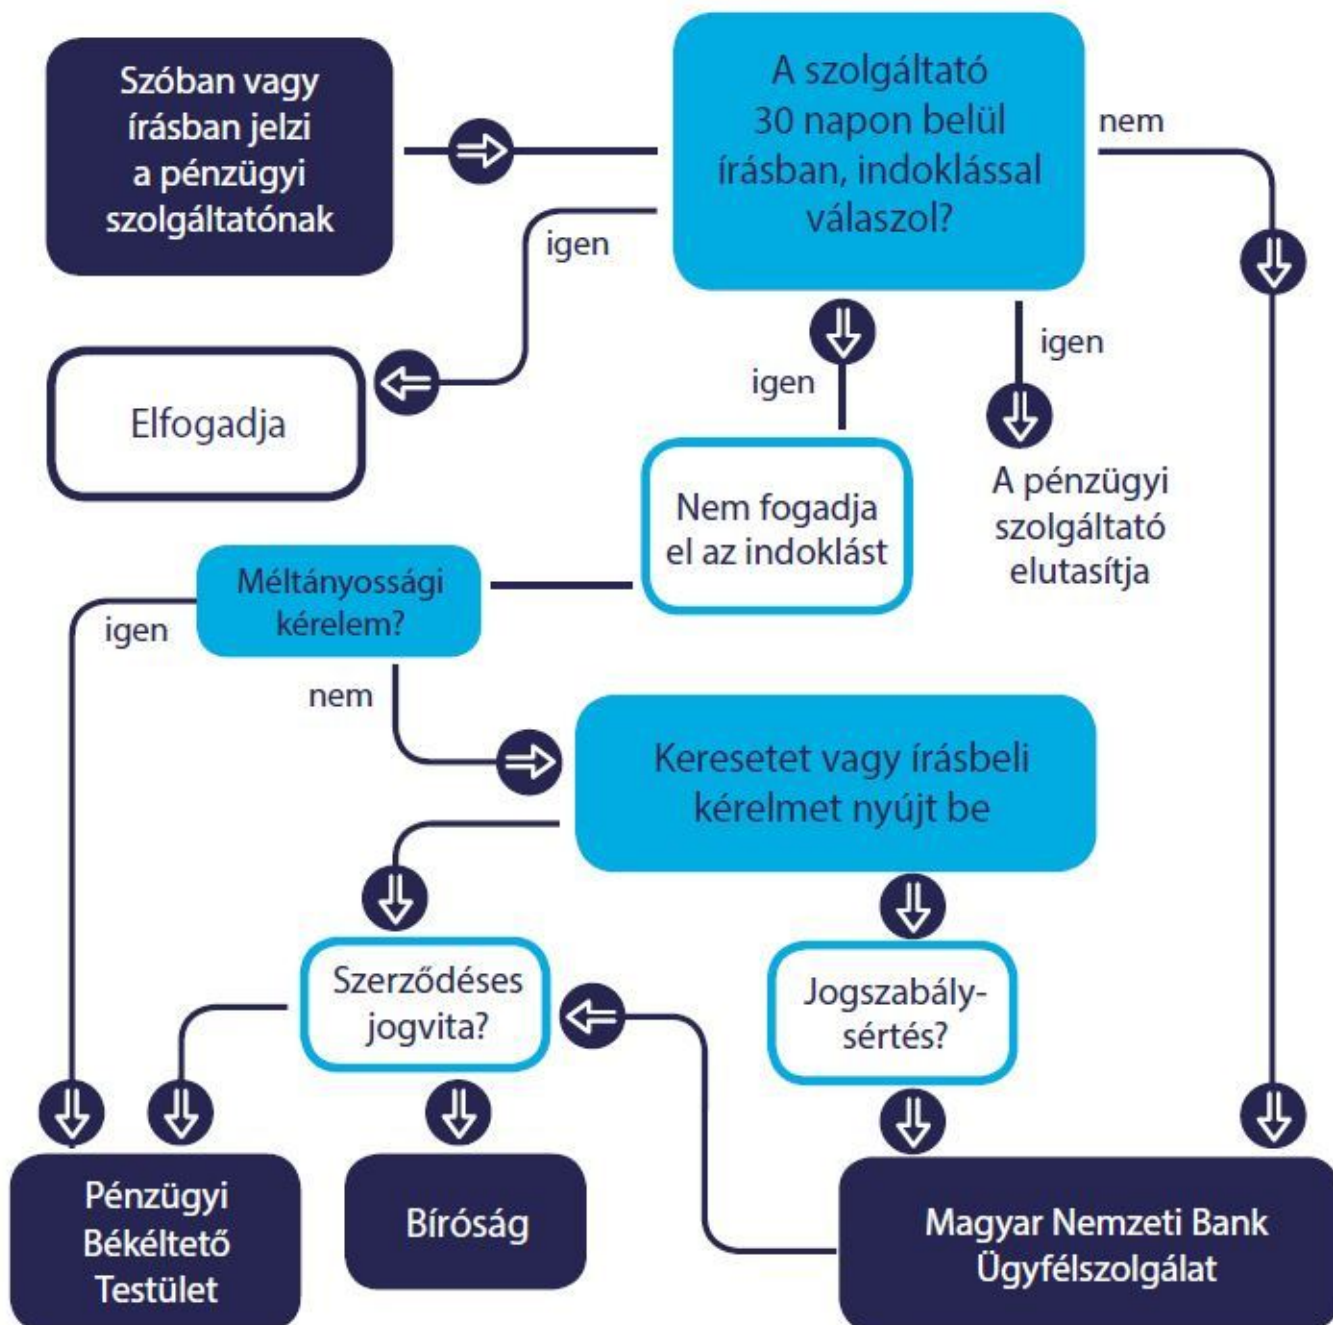 Szóban vagy
írásban jelzi
a pénzügyi
szolgáltatónak
A szolgáltató
30 napon belül
írásban, indoklással
válaszol?
nem
igen
igen
igen
Elfogadja
Nem fogadja
el az indoklást
A pénzügyi
szolgáltató
elutasítja
Méltányossági
kérelem?
igen
nem
Keresetet vagy írásbeli
kérelmet nyújt be
Szerződéses
jogvita?
Jogszabály-
sértés?
Pénzügyi
Békéltető
Testület
Bíróság
Magyar Nemzeti Bank
Ügyfélszolgálat